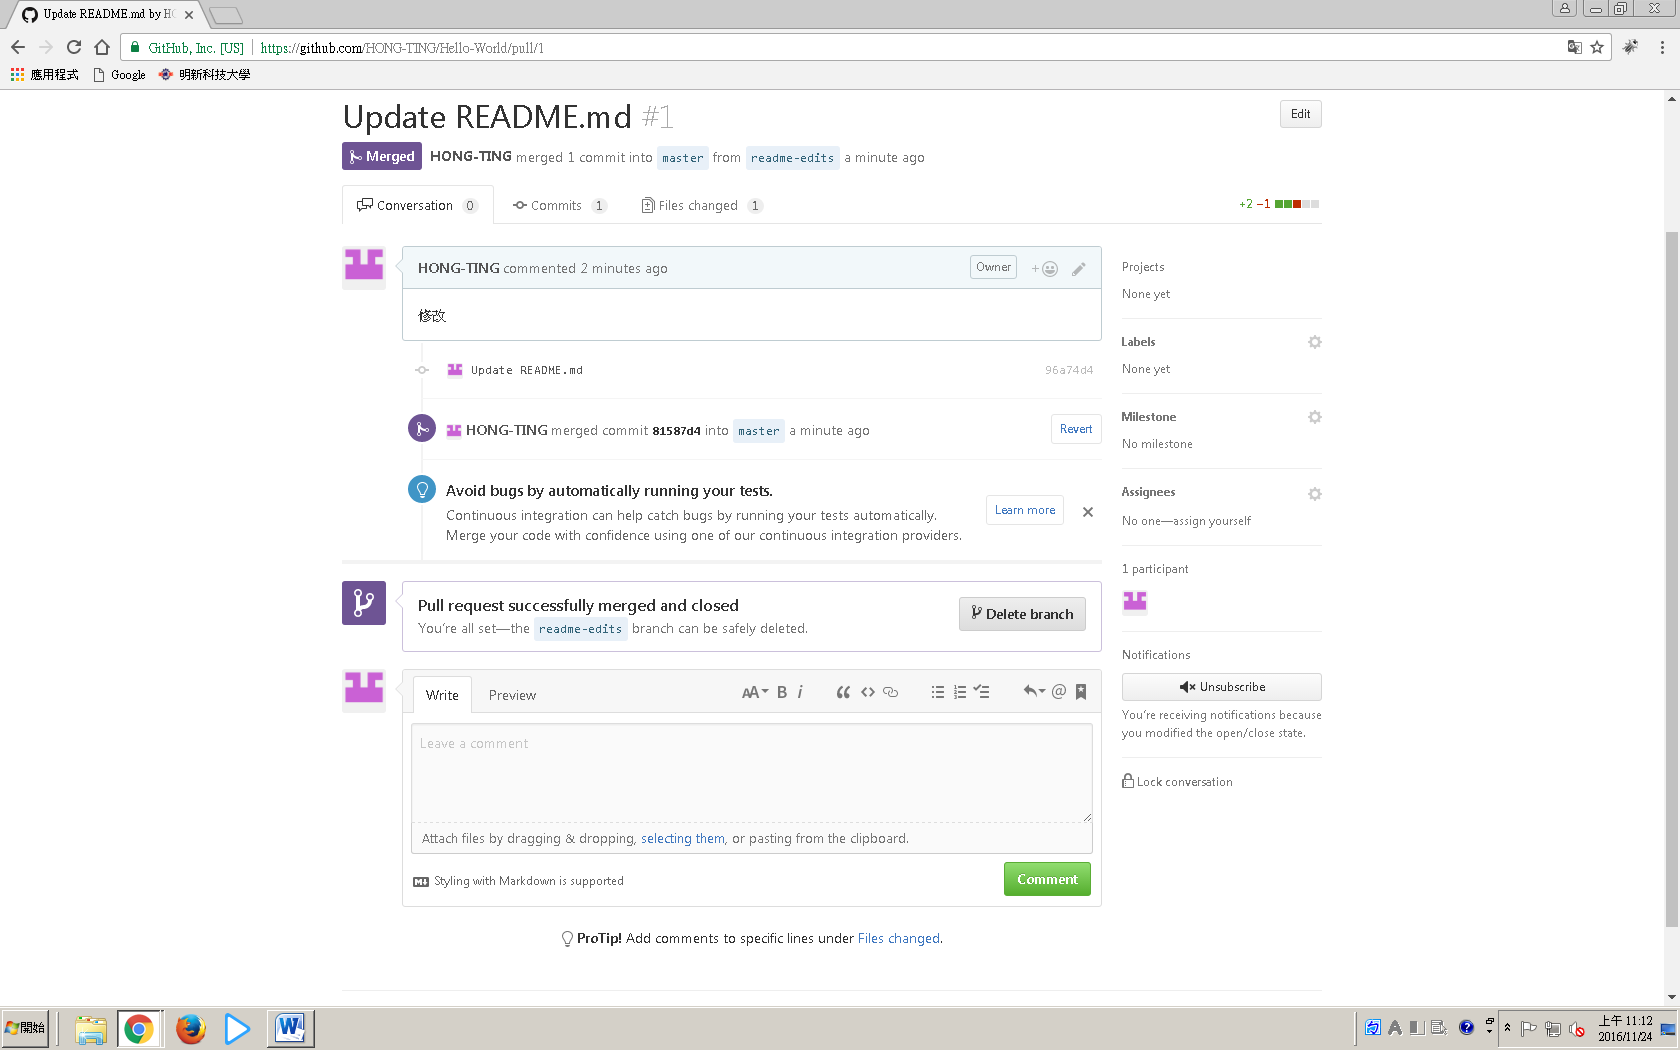 Update README.md by HO
GitHub, Inc. [US] https://github.com/HONG-TING/Hello-World/pull/1
應用程式 Google 明新科技大學
Update README.md #1
Edit
Merged HONG-TING merged 1 commit into master from readme-edits a minute ago
Conversation 0 Commits 1 Files changed 1
+2 −1
HONG-TING commented 2 minutes ago
Owner
修改
Update README.md 96a74d4
HONG-TING merged commit 81587d4 into master a minute ago
Revert
Avoid bugs by automatically running your tests.
Continuous integration can help catch bugs by running your tests automatically.
Merge your code with confidence using one of our continuous integration providers.
Learn more
Pull request successfully merged and closed
You're all set—the readme-edits branch can be safely deleted.
Delete branch
Write Preview
AA B i
Leave a comment
Attach files by dragging & dropping, selecting them, or pasting from the clipboard.
Styling with Markdown is supported
Comment
ProTip! Add comments to specific lines under Files changed.
Projects
None yet
Labels
None yet
Milestone
No milestone
Assignees
No one—assign yourself
1 participant
Notifications
Unsubscribe
You're receiving notifications because
you modified the open/close state.
Lock conversation
開始
上午 11:12
2016/11/24